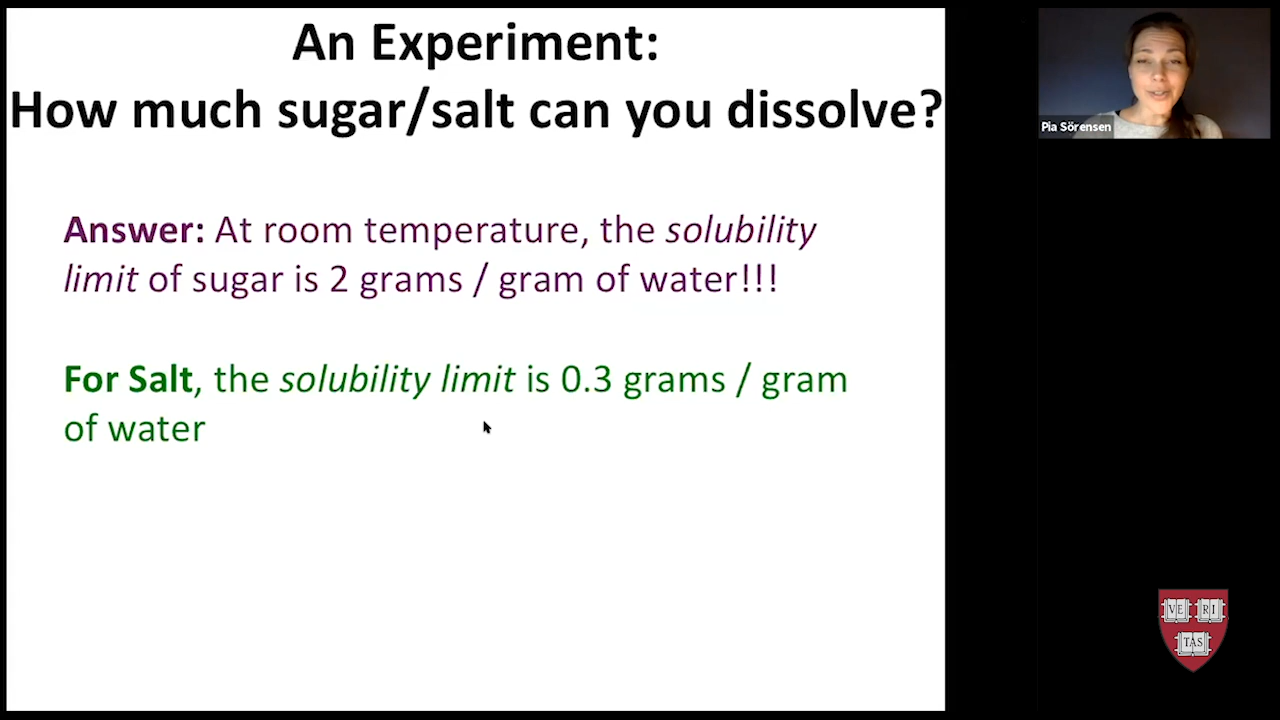 An Experiment:
How much sugar/salt can you dissolve?
Answer: At room temperature, the solubility
limit of sugar is 2 grams / gram of water!!!
For Salt, the solubility limit is 0.3 grams / gram
of water
Pia Sörensen
VE RI
TAS